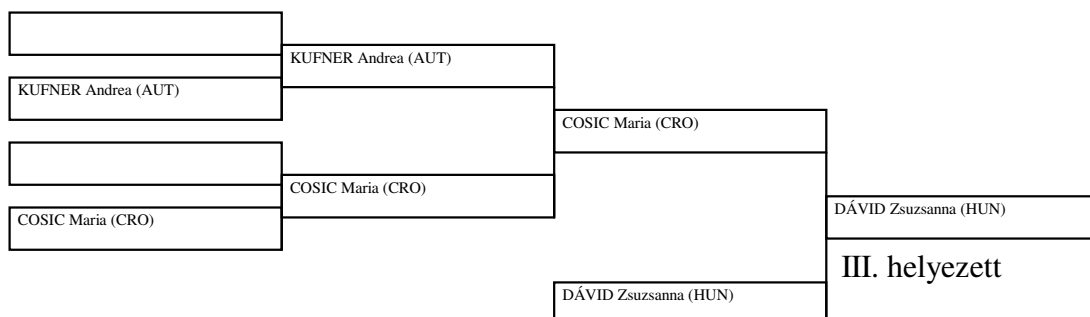 KUFNER Andrea (AUT)
KUFNER Andrea (AUT)
COSIC Maria (CRO)
COSIC Maria (CRO)
COSIC Maria (CRO)
DÁVID Zsuzsanna (HUN)
III. helyezett
DÁVID Zsuzsanna (HUN)